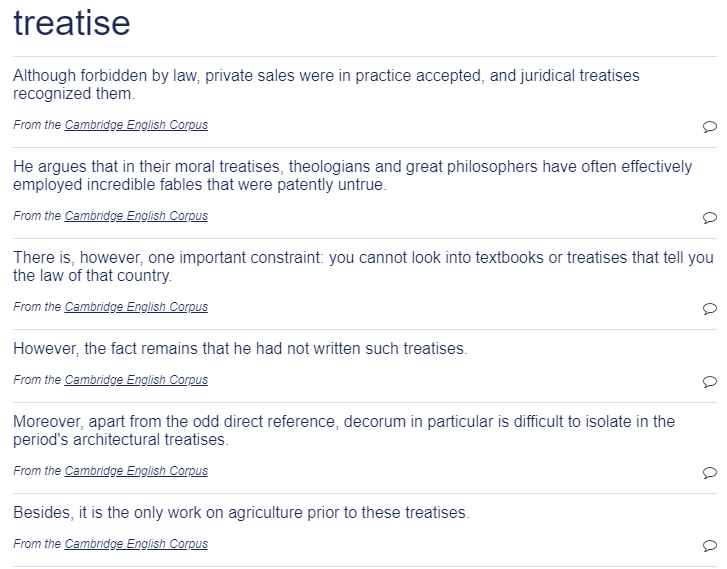 treatise
Although forbidden by law, private sales were in practice accepted, and juridical treatises
recognized them.
From the Cambridge English Corpus
He argues that in their moral treatises, theologians and great philosophers have often effectively
employed incredible fables that were patently untrue.
From the Cambridge English Corpus
There is, however, one important constraint: you cannot look into textbooks or treatises that tell you
the law of that country.
From the Cambridge English Corpus
However, the fact remains that he had not written such treatises.
From the Cambridge English Corpus
Moreover, apart from the odd direct reference, decorum in particular is difficult to isolate in the
period's architectural treatises.
From the Cambridge English Corpus
Besides, it is the only work on agriculture prior to these treatises.
From the Cambridge English Corpus